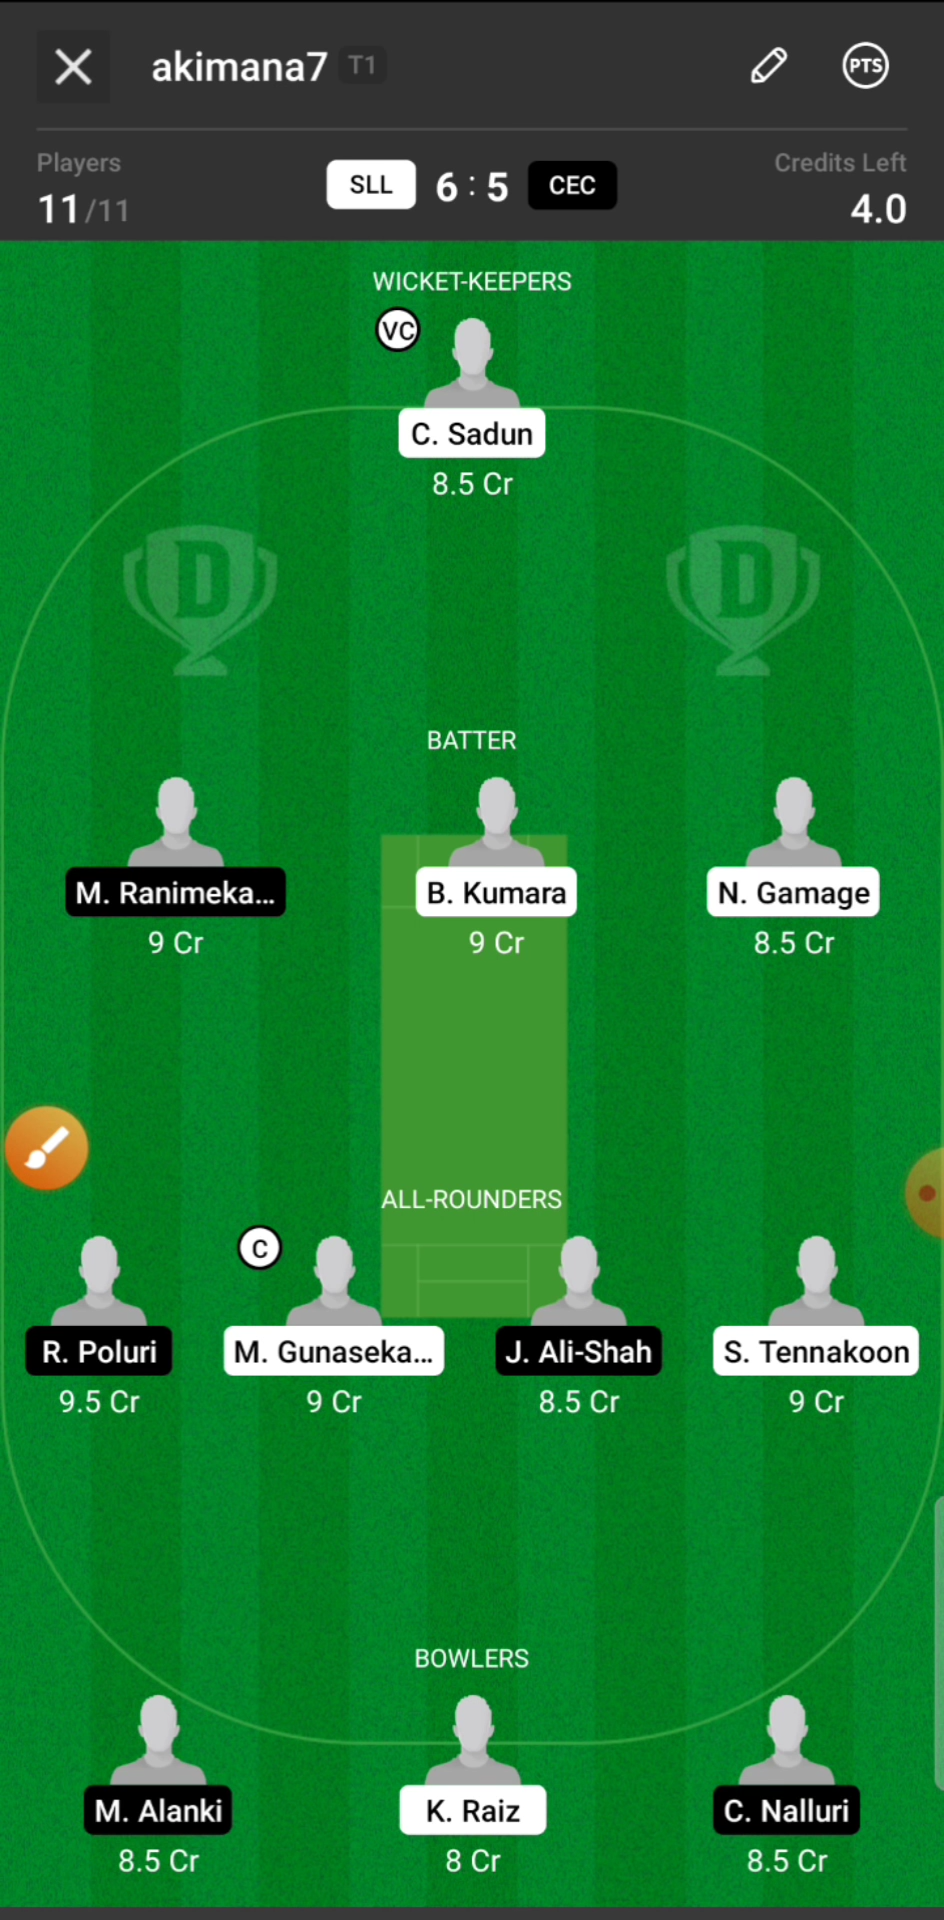 akimana7 T1
PTS
Players
Credits Left
SLL 6 : 5 CEC
11/11
4.0
WICKET-KEEPERS
VC
C. Sadun
8.5 Cr
D D
BATTER
M. Ranimeka... B. Kumara N. Gamage
9 Cr 9 Cr 8.5 Cr
ALL-ROUNDERS
C
R. Poluri M. Gunaseka... J. Ali-Shah S. Tennakoon
9.5 Cr 9 Cr 8.5 Cr 9 Cr
BOWLERS
M. Alanki K. Raiz C. Nalluri
8.5 Cr 8 Cr 8.5 Cr